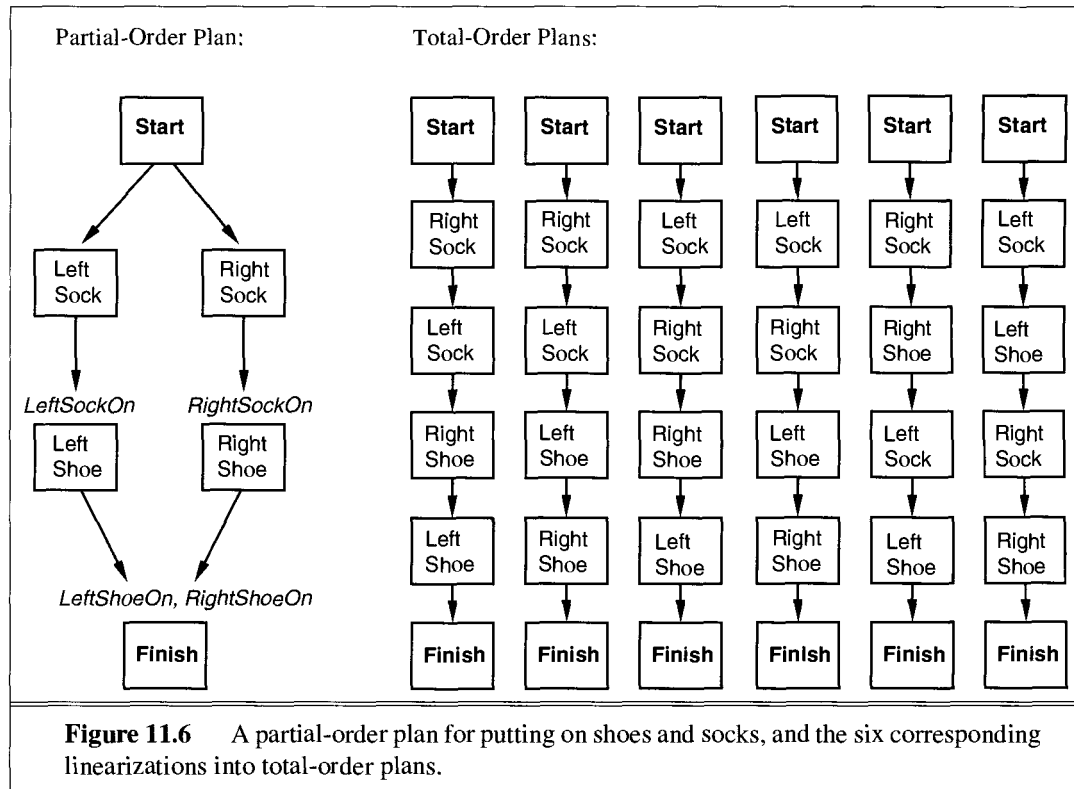 Partial-Order Plan:
Total-Order Plans:
Start
Left
Sock
Right
Sock
LeftSockOn
RightSockOn
Left
Shoe
Right
Shoe
LeftShoeOn, RightShoeOn
Finish
Start
Right
Sock
Left
Sock
Right
Shoe
Left
Shoe
Finish
Start
Right
Sock
Left
Sock
Left
Shoe
Right
Shoe
Finish
Start
Left
Sock
Right
Sock
Right
Shoe
Left
Shoe
Finish
Start
Left
Sock
Right
Sock
Left
Shoe
Right
Shoe
Finish
Start
Right
Sock
Right
Shoe
Left
Sock
Left
Shoe
Finish
Start
Left
Sock
Left
Shoe
Right
Sock
Right
Shoe
Finish
Figure 11.6 A partial-order plan for putting on shoes and socks, and the six corresponding
linearizations into total-order plans.